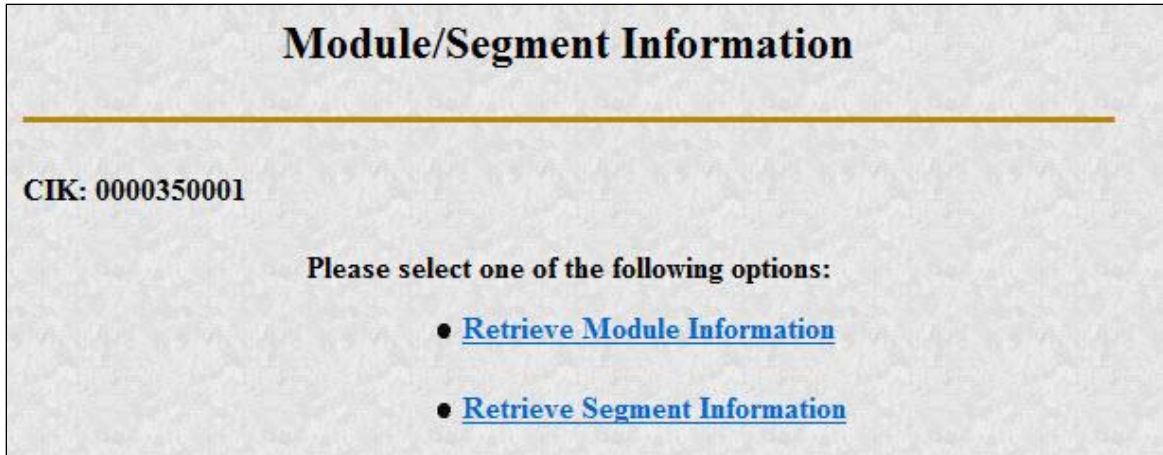 Module/Segment Information
CIK: 0000350001
Please select one of the following options:
● Retrieve Module Information
● Retrieve Segment Information